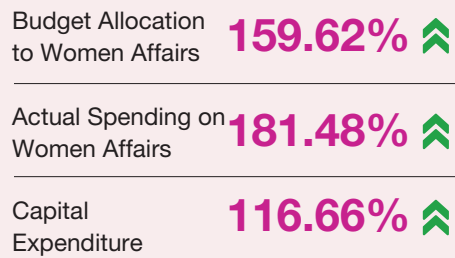 Budget Allocation
to Women Affairs
159.62%
Actual Spending on
Women Affairs
181.48%
Capital
Expenditure
116.66%